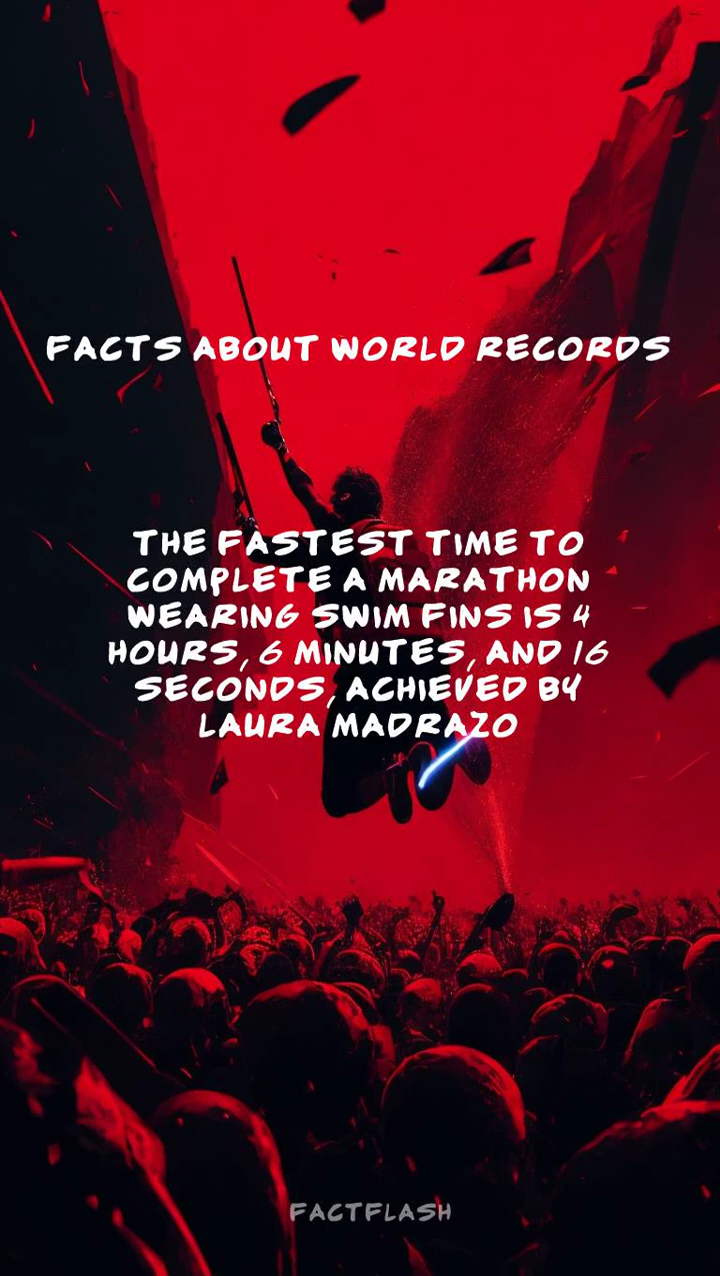 FACTS ABOUT WORLD RECORDS
THE FASTEST TIME TO
COMPLETE A MARATHON
WEARING SWIM FINS IS 4
HOURS, 6 MINUTES, AND 16
SECONDS, ACHIEVED BY
LAURA MADRAZO
FACTFLASH